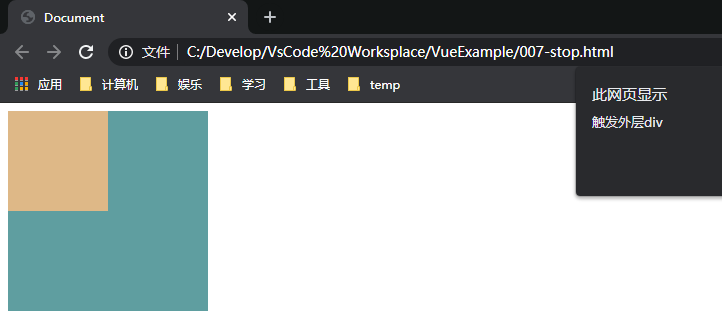 Document
文件 C:/Develop/VsCode%20Worksplace/VueExample/007-stop.html
应用 计算机 娱乐 学习 工具 temp
此网页显示
触发外层div